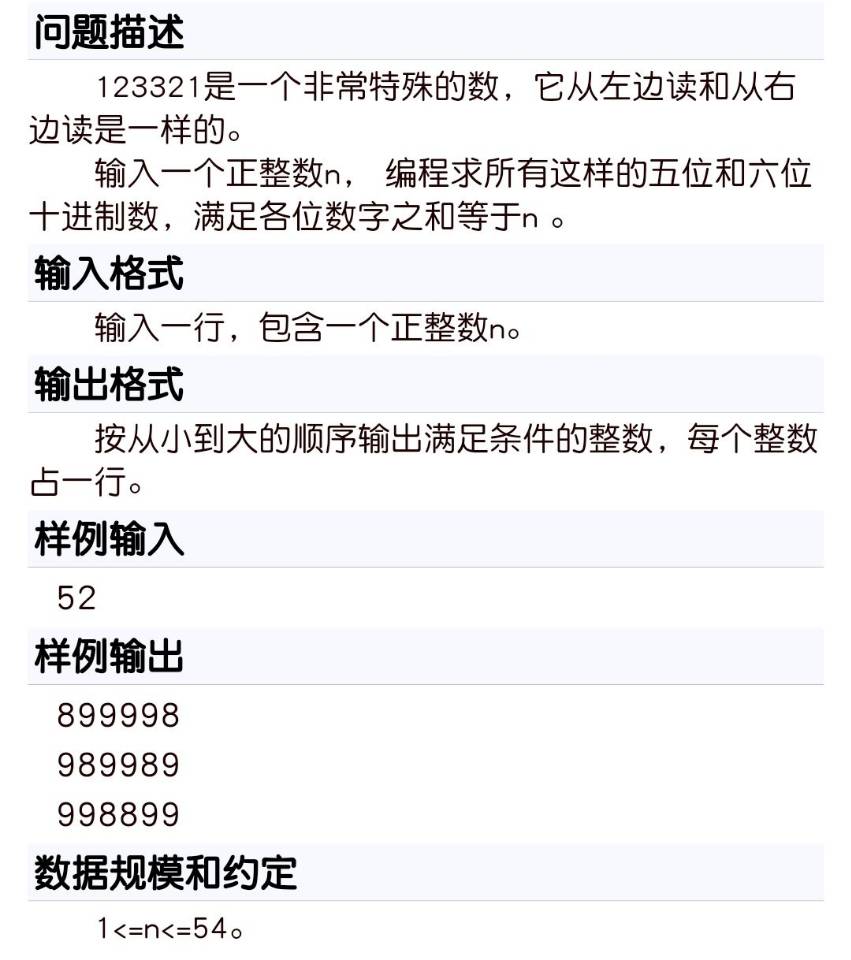 问题描述
123321是一个非常特殊的数，它从左边读和从右
边读是一样的。
输入一个正整数n， 编程求所有这样的五位和六位
十进制数，满足各位数字之和等于n 。
输入格式
输入一行，包含一个正整数n。
输出格式
按从小到大的顺序输出满足条件的整数，每个整数
占一行。
样例输入
52
样例输出
899998
989989
998899
数据规模和约定
1<=n<=54。